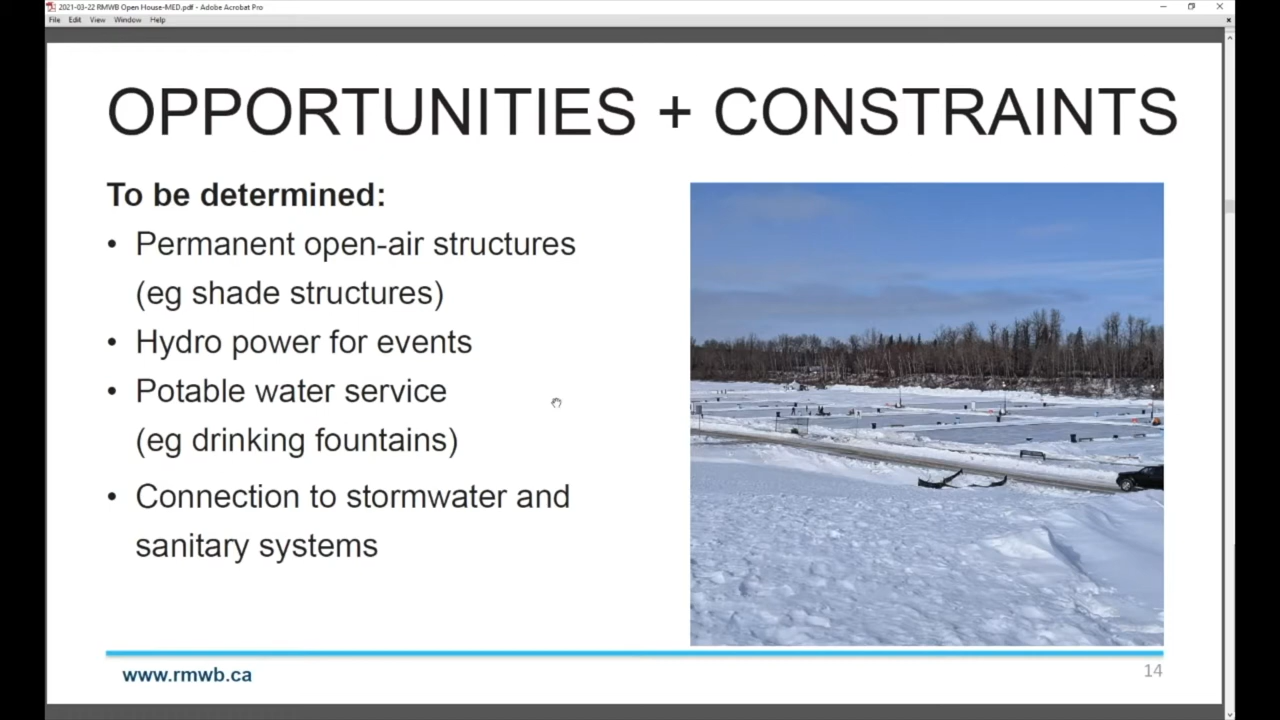 2021-03-22 RMWB Open House-MED.pdf - Adobe Acrobat Pro
File Edit View Window Help
OPPORTUNITIES + CONSTRAINTS
To be determined:
• Permanent open-air structures
(eg shade structures)
• Hydro power for events
• Potable water service
(eg drinking fountains)
• Connection to stormwater and
sanitary systems
www.rmwb.ca
14